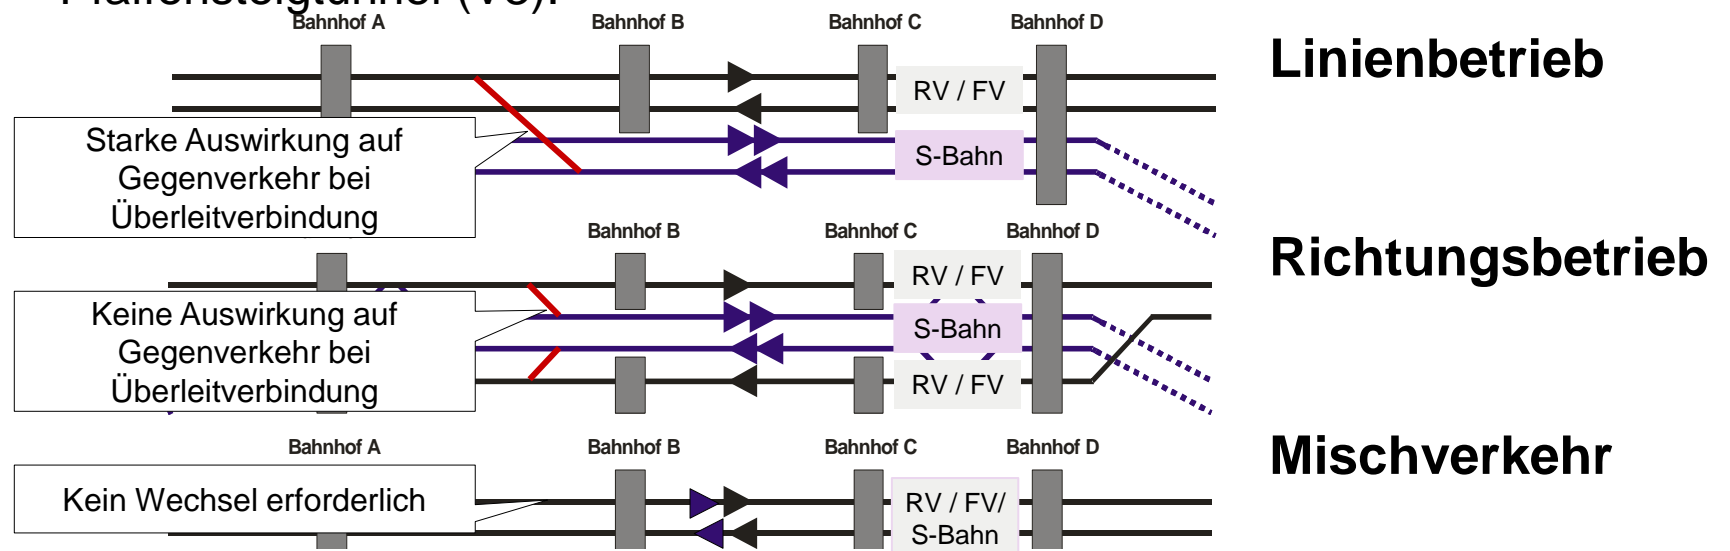 Pfaffensteigtunnel (V3):
Bahnhof A
Bahnhof B
Bahnhof C
Bahnhof D
Linienbetrieb
RV / FV
S-Bahn
Starke Auswirkung auf
Gegenverkehr bei
Überleitverbindung
Bahnhof B
Bahnhof C
Bahnhof D
Richtungsbetrieb
RV / FV
S-Bahn
RV / FV
Keine Auswirkung auf
Gegenverkehr bei
Überleitverbindung
Bahnhof A
Bahnhof B
Bahnhof C
Bahnhof D
Mischverkehr
Kein Wechsel erforderlich
RV / FV/
S-Bahn